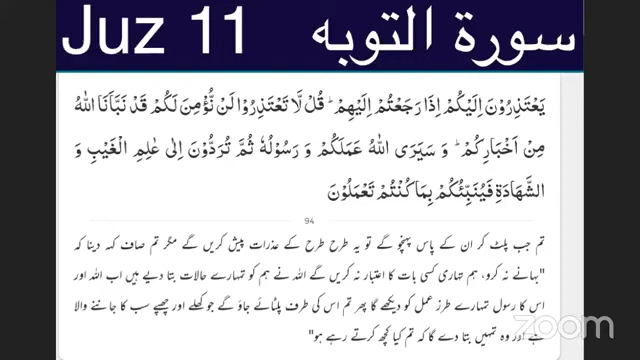 Juz 11 سورة التوبه
يَعْتَذِرُوْنَ اِلَيْكُمْ اِذَا رَجَعْتُمْ اِلَيْهِمْ ؕ قُلْ لَّا تَعْتَذِرُوْا لَنْ نُّؤْمِنَ لَكُمْ قَدْ نَبَّاَنَا اللّٰهُ
مِنْ اَخْبَارِكُمْ ؕ وَ سَيَرَى اللّٰهُ عَمَلَكُمْ وَ رَسُوْلُهٗ ثُمَّ تُرَدُّوْنَ اِلٰى عٰلِمِ الْغَيْبِ وَ
الشَّهَادَةِ فَيُنَبِّئُكُمْ بِمَا كُنْتُمْ تَعْمَلُوْنَ
94
تم جب پلٹ کر ان کے پاس پہنچو گے تو یہ طرح طرح کے عذرات پیش کریں گے مگر تم صاف کہہ دینا کہ
"بہانے نہ کرو، ہم تہاری کسی بات کا اعتبار نہ کریں گے اللہ نے ہم کو تمہارے حالات بتا دیے ہیں اب اللہ اور
اس کا رسول تمہارے طرز عمل کو دیکھے گا پھر تم اس کی طرف پلٹائے جاؤ گے جو کھلے اور چھپے سب کا جاننے والا
ہے اور وہ تمہیں بتا دے گا کہ تم کیا کچھ کرتے رہے ہو"
zoom